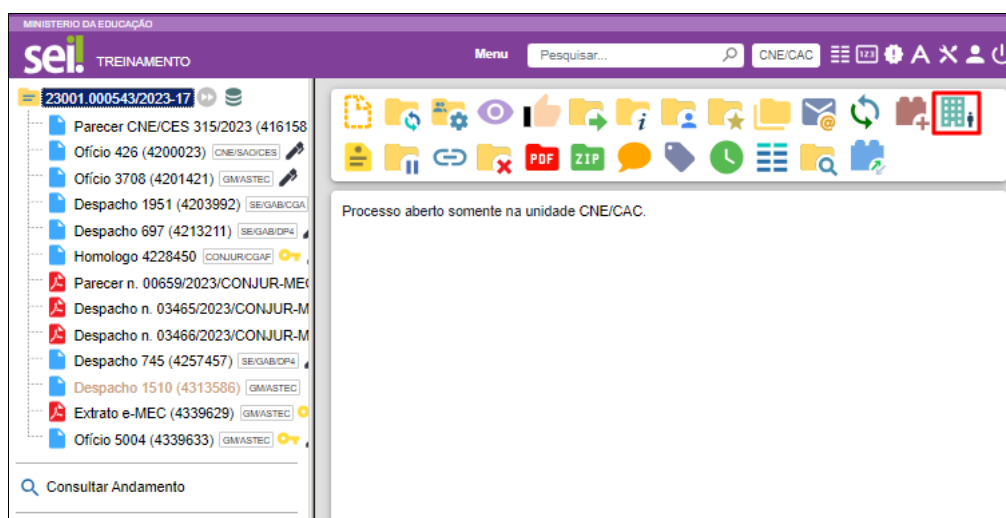 MINISTERIO DA EDUCAÇÃO
sei! TREINAMENTO
Menu
Pesquisar...
CNE/CAC
123
A
23001.000543/2023-17
Parecer CNE/CES 315/2023 (416158
Ofício 426 (4200023) CNE/SAO/CES
Ofício 3708 (4201421) GM/ASTEC
Despacho 1951 (4203992) SE/GAB/CGA
Despacho 697 (4213211) SE/GAB/DP4
Homologo 4228450 CONJUR/CGAF
Parecer n. 00659/2023/CONJUR-ME
Despacho n. 03465/2023/CONJUR-M
Despacho n. 03466/2023/CONJUR-M
Despacho 745 (4257457) SE/GAB/DP4
Despacho 1510 (4313586) GM/ASTEC
Extrato e-MEC (4339629) GM/ASTEC
Ofício 5004 (4339633) GM/ASTEC
Consultar Andamento
i
PDF
ZIP
Processo aberto somente na unidade CNE/CAC.